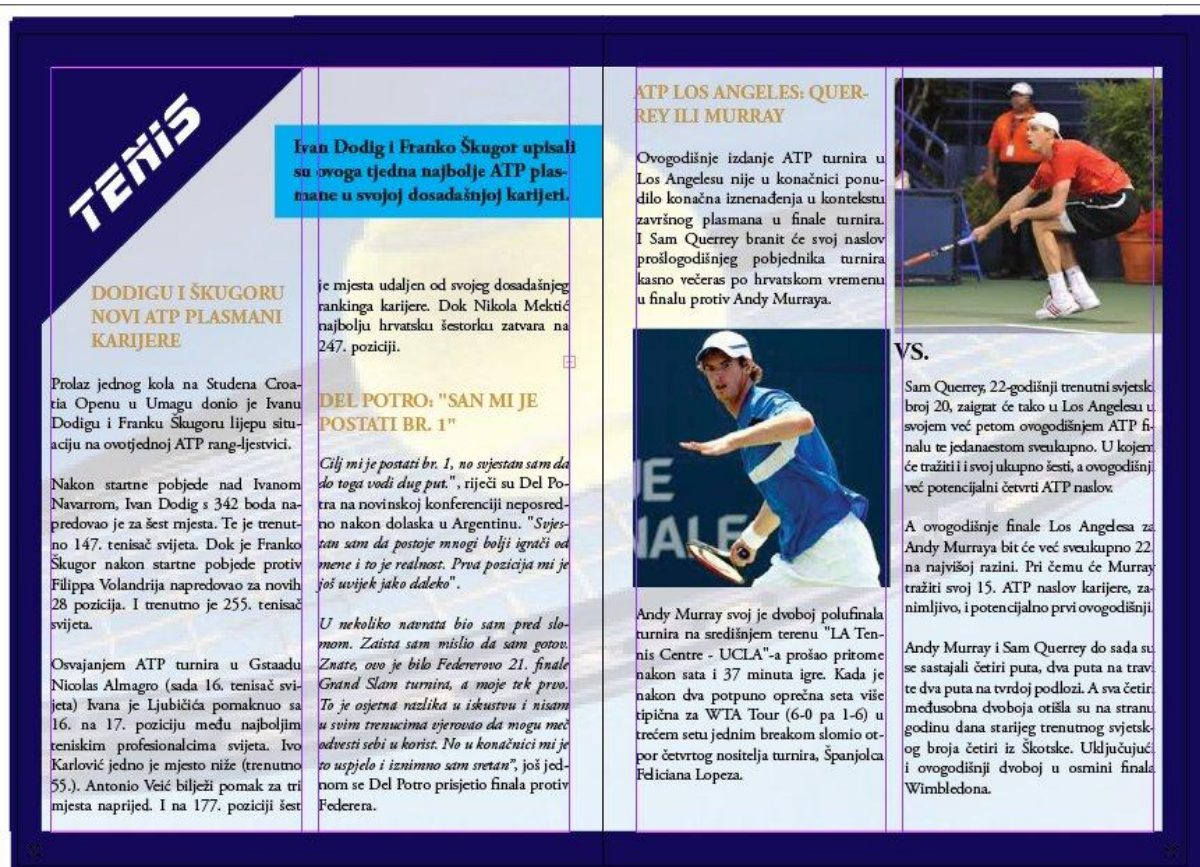 TENIS
Ivan Dodig i Franko Škugor upisali
su ovoga tjedna najbolje ATP plas-
mane u svojoj dosadašnjoj karijeri.
DODIGU I ŠKUGORU
NOVI ATP PLASMANI
KARIJERE
Prolaz jednog kola na Studena Croa-
tia Openu u Umagu donio je Ivanu
Dodigu i Franku Škugoru lijepu situ-
aciju na ovotjednoj ATP rang-ljestvici.
Nakon startne pobjede nad Ivanom
Navarrom, Ivan Dodig s 342 boda na-
predovao je za šest mjesta. Te je trenut-
no 147. tenisač svijeta. Dok je Franko
Škugor nakon startne pobjede protiv
Filippa Volandrija napredovao za novih
28 pozicija. I trenutno je 255. tenisač
svijeta.
Osvajanjem ATP turnira u Gstaadu
Nicolas Almagro (sada 16. tenisač svi-
jeta) Ivana je Ljubičića pomaknuo sa
16. na 17. poziciju među najboljim
teniskim profesionalcima svijeta. Ivo
Karlović jedno je mjesto niže (trenutno
55.). Antonio Veić bilježi pomak za tri
mjesta naprijed. I na 177. poziciji šest
je mjesta udaljen od svojeg dosadašnjeg
rankinga karijere. Dok Nikola Mektić
najbolju hrvatsku šestorku zatvara na
247. poziciji.
DEL POTRO: "SAN MI JE
POSTATI BR. 1"
Cilj mi je postati br. 1, no svjestan sam da
do toga vodi dug put.", riječi su Del Po-
tra na novinskoj konferenciji neposred-
no nakon dolaska u Argentinu. "Svjes-
tan sam da postoje mnogi bolji igrači od
mene i to je realnost. Prva pozicija mi je
još uvijek jako daleko".
U nekoliko navrata bio sam pred slo-
mom. Zaista sam mislio da sam gotov.
Znate, ovo je bilo Federerovo 21. finale
Grand Slam turnira, a moje tek prvo.
To je osjetna razlika u iskustvu i nisam
u svim trenucima vjerovao da mogu meč
odvesti sebi u korist. No u konačnici mi je
to uspjelo i iznimno sam sretan", još jed-
nom se Del Potro prisjetio finala protiv
Federera.
ATP LOS ANGELES: QUER-
REY ILI MURRAY
Ovogodišnje izdanje ATP turnira u
Los Angelesu nije u konačnici ponu-
dilo konačna iznenađenja u kontekstu
završnog plasmana u finale turnira.
I Sam Querrey branit će svoj naslov
prošlogodišnjeg pobjednika turnira
kasno večeras po hrvatskom vremenu
u finalu protiv Andy Murraya.
Andy Murray svoj je dvoboj polufinala
turnira na središnjem terenu "LA Ten-
nis Centre - UCLA"-a prošao pritome
nakon sata i 37 minuta igre. Kada je
nakon dva potpuno oprečna seta više
tipična za WTA Tour (6-0 pa 1-6) u
trećem setu jednim breakom slomio ot-
por četvrtog nositelja turnira, Španjolca
Feliciana Lopeza.
VS.
Sam Querrey, 22-godišnji trenutni svjetski
broj 20, zaigrat će tako u Los Angelesu u
svojem već petom ovogodišnjem ATP fi-
nalu te jedanaestom sveukupno. U kojem
će tražiti i i svoj ukupno šesti, a ovogodišnji
već potencijalni četvrti ATP naslov.
A ovogodišnje finale Los Angelesa za
Andy Murraya bit će već sveukupno 22.
na najvišoj razini. Pri čemu će Murray
tražiti svoj 15. ATP naslov karijere, za-
nimljivo, i potencijalno prvi ovogodišnji.
Andy Murray i Sam Querrey do sada su
se sastajali četiri puta, dva puta na travi
te dva puta na tvrdoj podlozi. A sva četiri
međusobna dvoboja otišla su na stranu
godinu dana starijeg trenutnog svjetsk-
og broja četiri iz Škotske. Uključujući
i ovogodišnji dvoboj u osmini finala
Wimbledona.